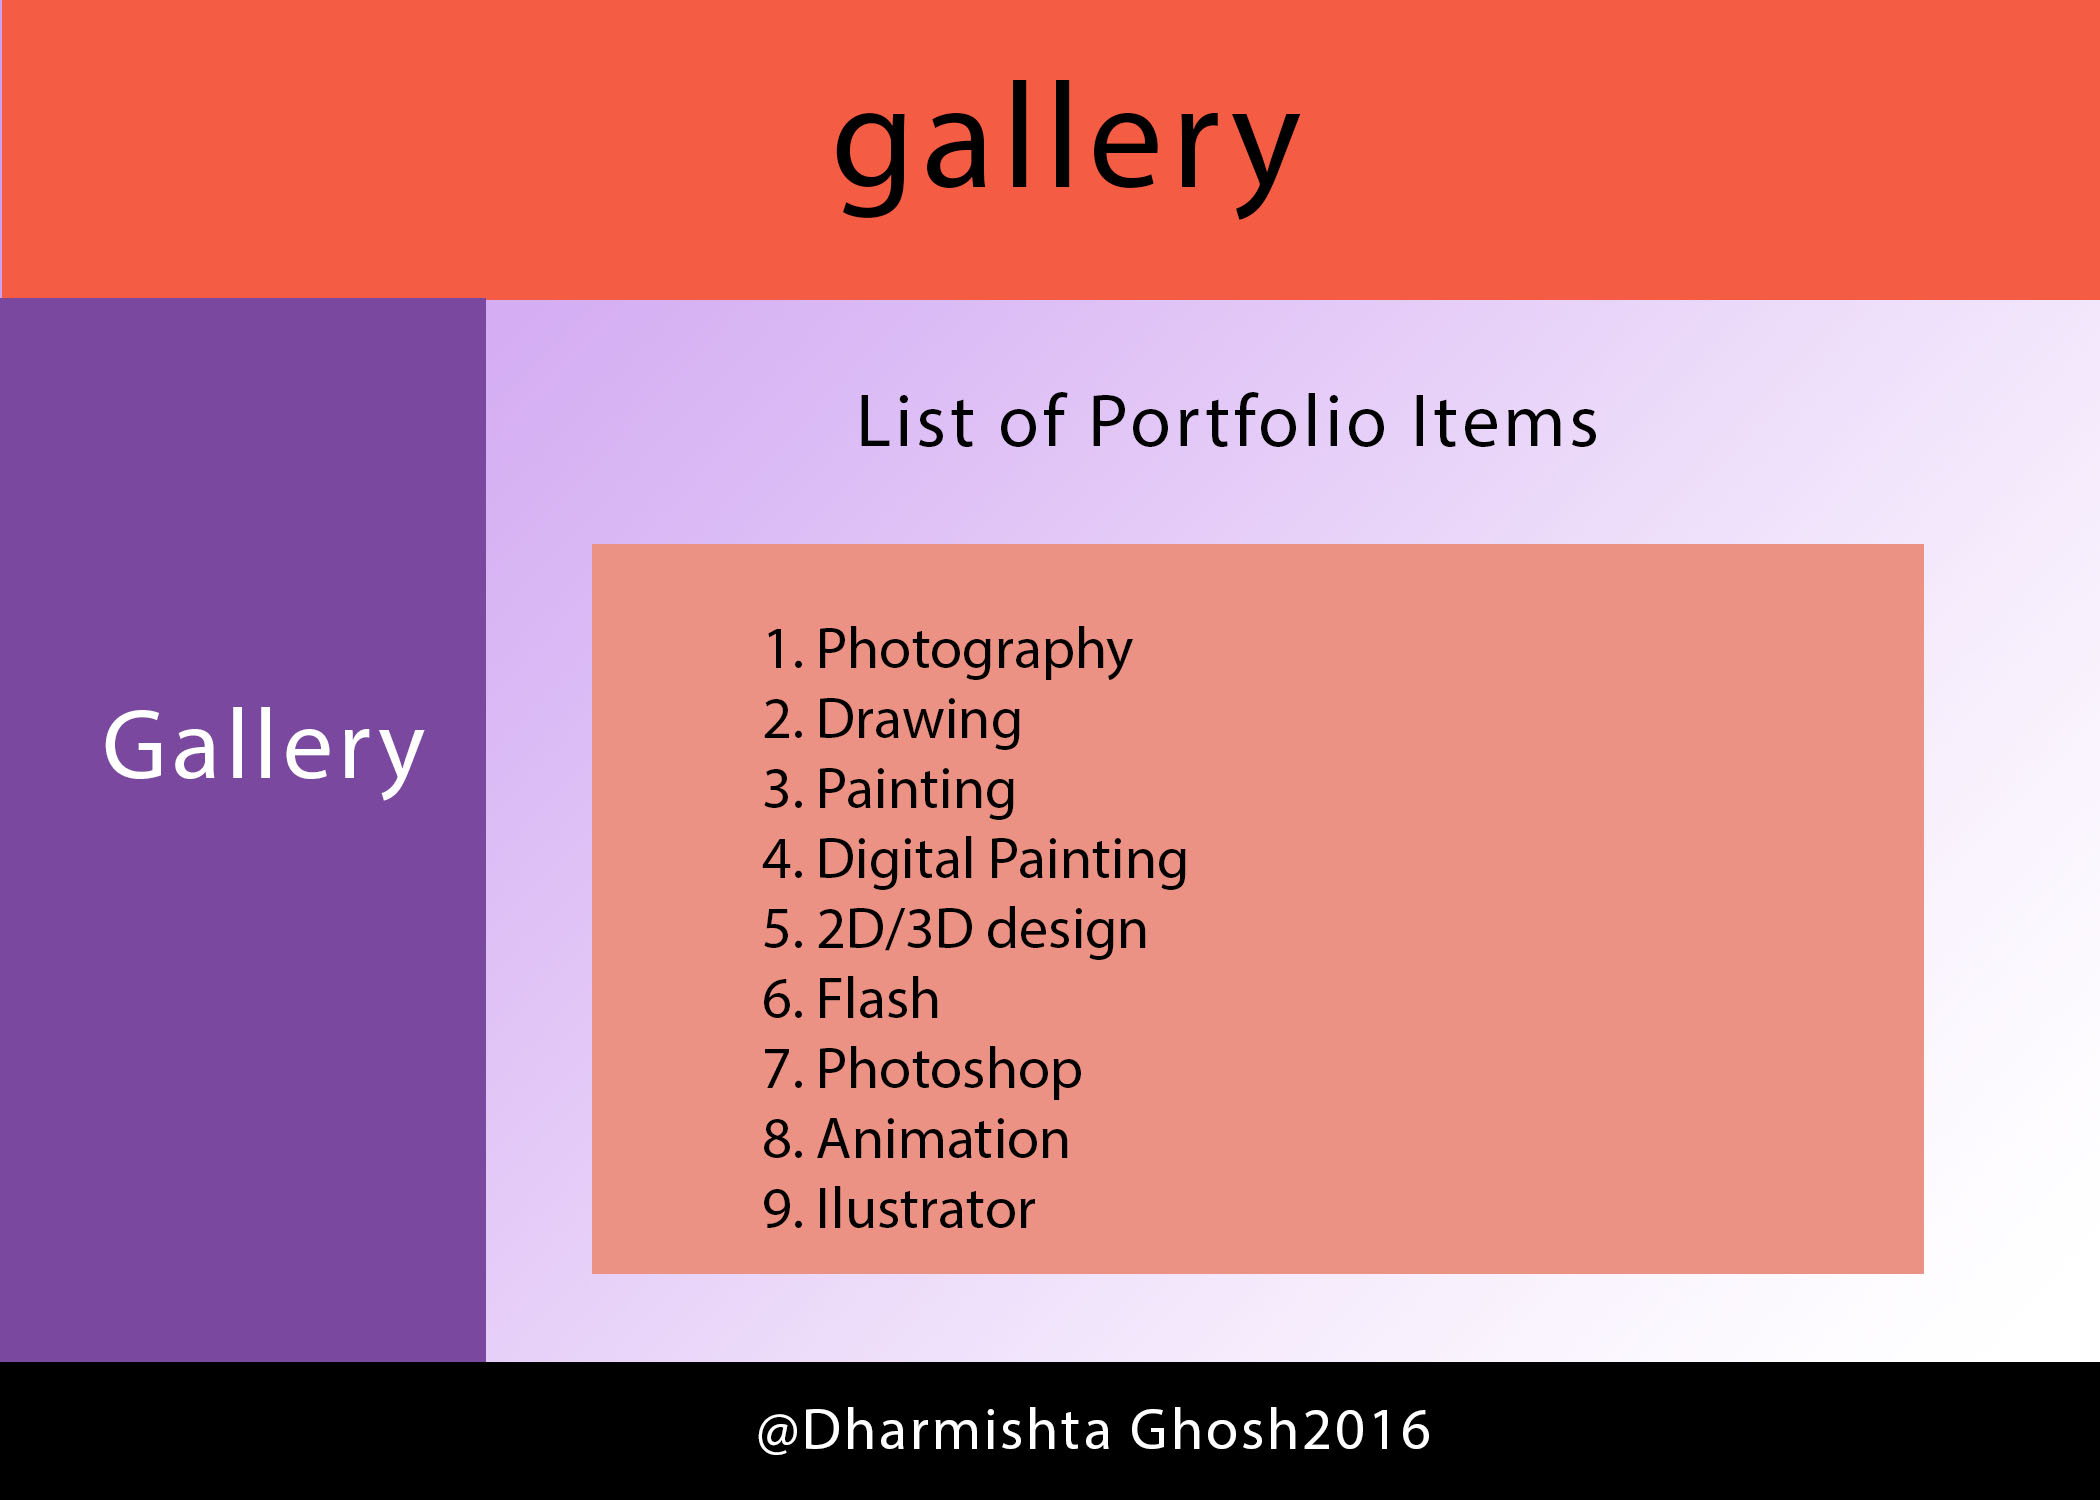 gallery
Gallery
List of Portfolio Items
1. Photography
2. Drawing
3. Painting
4. Digital Painting
5. 2D/3D design
6. Flash
7. Photoshop
8. Animation
9. Ilustrator
@Dharmishta Ghosh2016